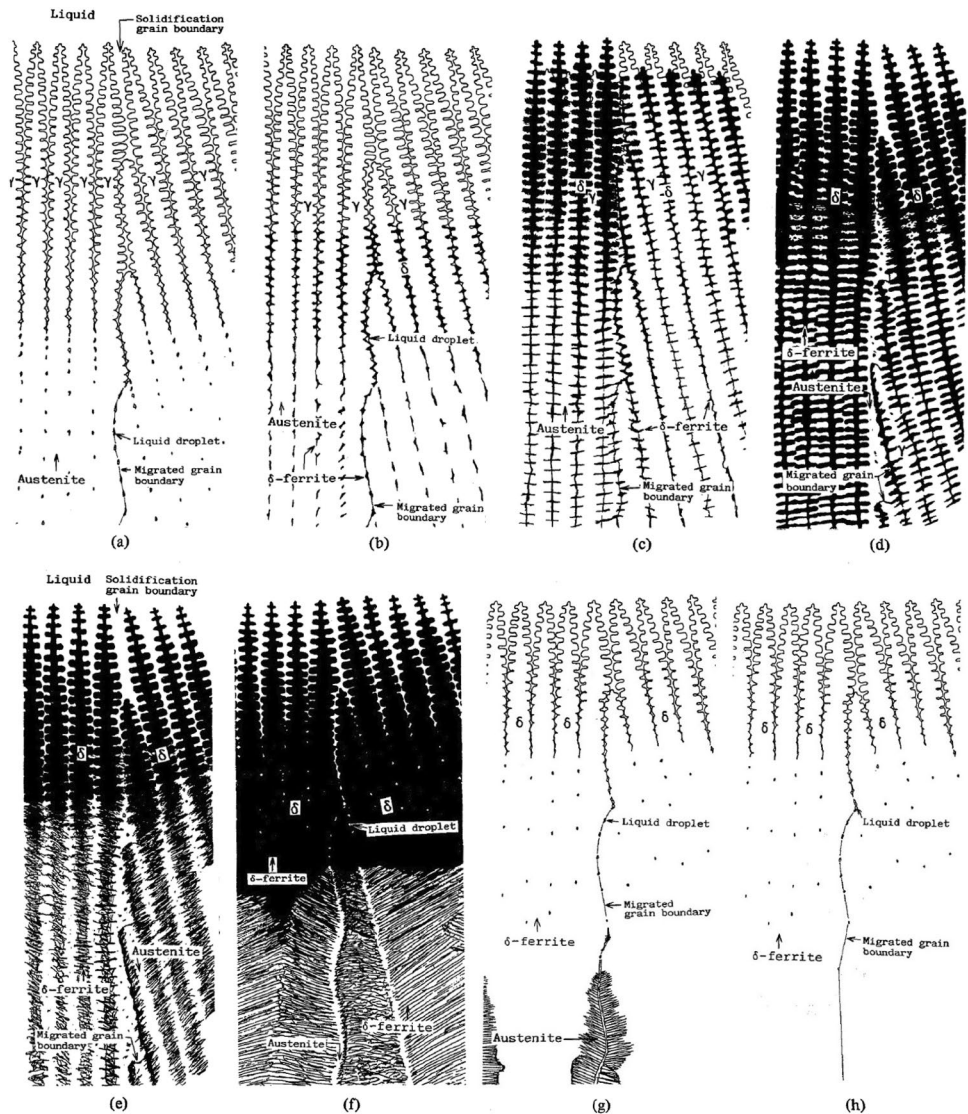 Liquid
Solidification
grain boundary
γ γ γ γ γ γ γ
Liquid droplet
Austenite
Migrated grain
boundary
(a)
γ γ γ
δ
Liquid droplet
Austenite
δ-ferrite
Migrated grain
boundary
(b)
δ
γ
γ
δ
γ
Austenite
δ-ferrite
Migrated grain
boundary
(c)
δ
δ
δ-ferrite
Austenite
γ
Migrated grain
boundary
(d)
Liquid
Solidification
grain boundary
δ
δ
Austenite
δ-ferrite
Migrated grain
boundary
(e)
δ
δ
Liquid droplet
δ-ferrite
δ-ferrite
Austenite
(f)
δ δ δ
Liquid droplet
Migrated
grain boundary
δ-ferrite
Austenite
(g)
δ δ δ
Liquid droplet
δ-ferrite
Migrated grain
boundary
(h)